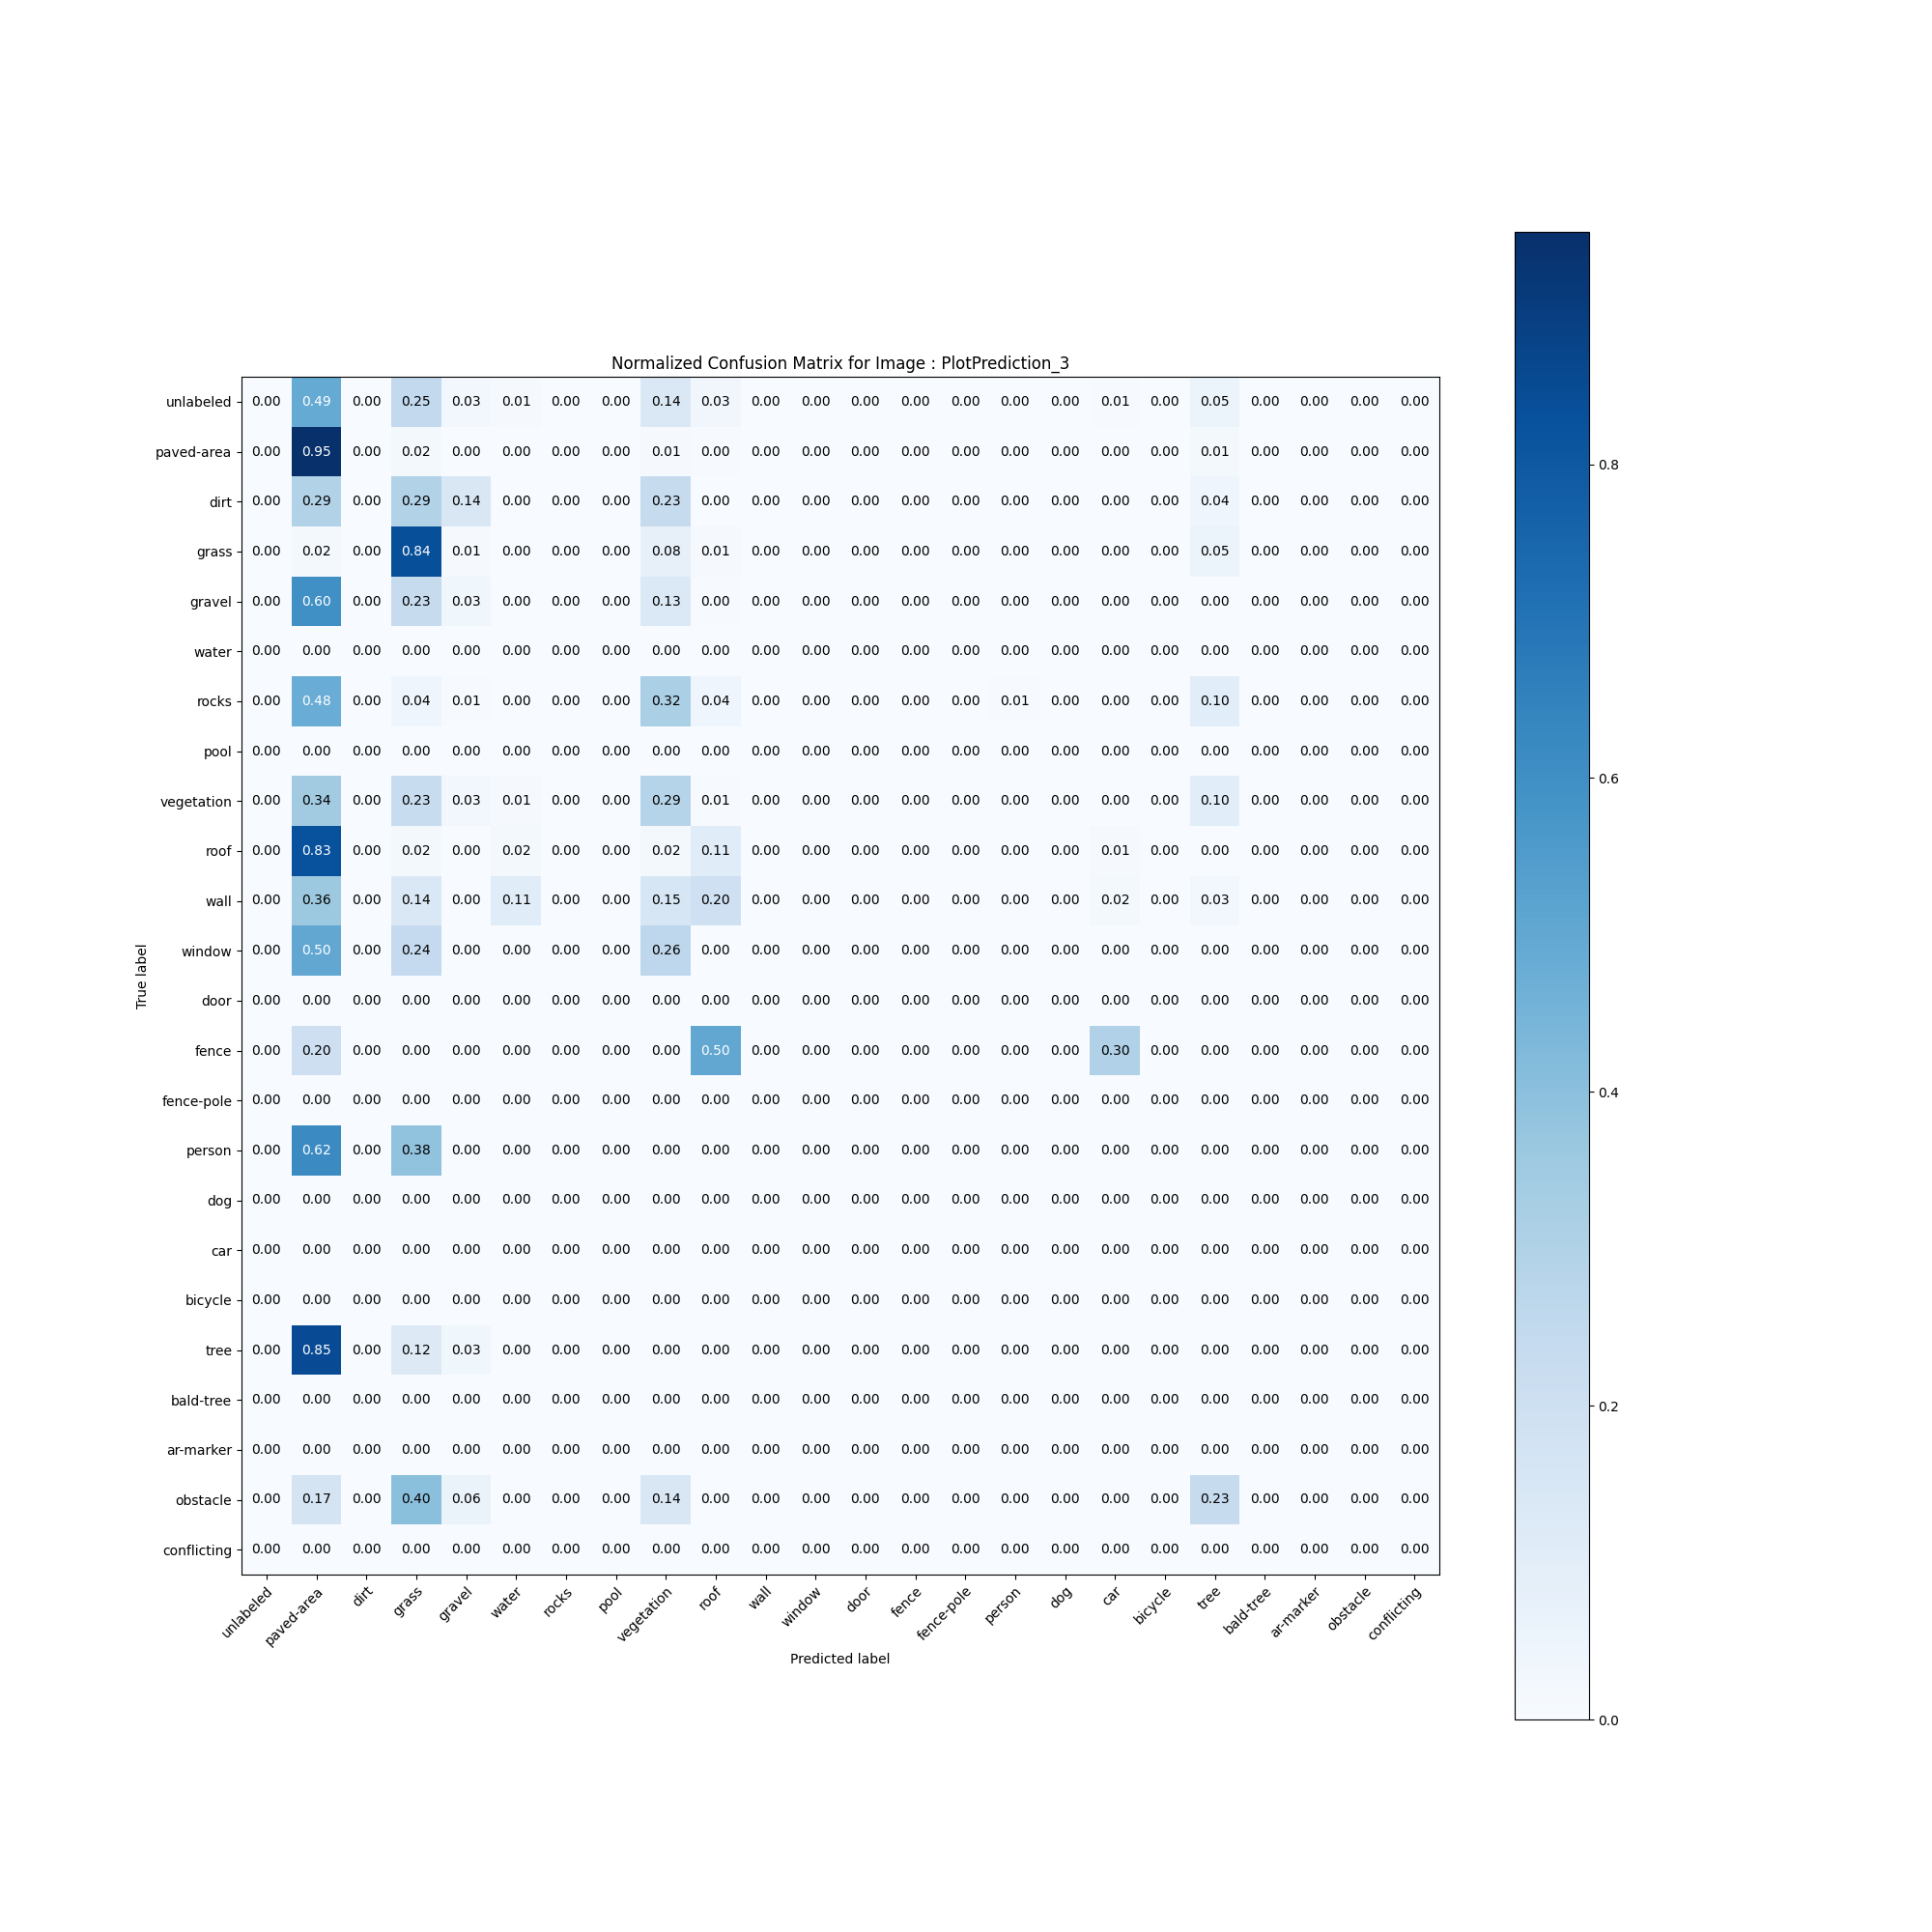 Normalized Confusion Matrix for Image : PlotPrediction_3
unlabeled 0.00 0.49 0.00 0.25 0.03 0.01 0.00 0.00 0.14 0.03 0.00 0.00 0.00 0.00 0.00 0.00 0.00 0.01 0.00 0.05 0.00 0.00 0.00 0.00
paved-area 0.00 0.95 0.00 0.02 0.00 0.00 0.00 0.00 0.01 0.00 0.00 0.00 0.00 0.00 0.00 0.00 0.00 0.00 0.00 0.01 0.00 0.00 0.00 0.00
dirt 0.00 0.29 0.00 0.29 0.14 0.00 0.00 0.00 0.23 0.00 0.00 0.00 0.00 0.00 0.00 0.00 0.00 0.00 0.00 0.04 0.00 0.00 0.00 0.00
grass 0.00 0.02 0.00 0.84 0.01 0.00 0.00 0.00 0.08 0.01 0.00 0.00 0.00 0.00 0.00 0.00 0.00 0.00 0.00 0.05 0.00 0.00 0.00 0.00
gravel 0.00 0.60 0.00 0.23 0.03 0.00 0.00 0.00 0.13 0.00 0.00 0.00 0.00 0.00 0.00 0.00 0.00 0.00 0.00 0.00 0.00 0.00 0.00 0.00
water 0.00 0.00 0.00 0.00 0.00 0.00 0.00 0.00 0.00 0.00 0.00 0.00 0.00 0.00 0.00 0.00 0.00 0.00 0.00 0.00 0.00 0.00 0.00 0.00
rocks 0.00 0.48 0.00 0.04 0.01 0.00 0.00 0.00 0.32 0.04 0.00 0.00 0.00 0.00 0.00 0.01 0.00 0.00 0.00 0.10 0.00 0.00 0.00 0.00
pool 0.00 0.00 0.00 0.00 0.00 0.00 0.00 0.00 0.00 0.00 0.00 0.00 0.00 0.00 0.00 0.00 0.00 0.00 0.00 0.00 0.00 0.00 0.00 0.00
vegetation 0.00 0.34 0.00 0.23 0.03 0.01 0.00 0.00 0.29 0.01 0.00 0.00 0.00 0.00 0.00 0.00 0.00 0.00 0.00 0.10 0.00 0.00 0.00 0.00
roof 0.00 0.83 0.00 0.02 0.00 0.02 0.00 0.00 0.02 0.11 0.00 0.00 0.00 0.00 0.00 0.00 0.00 0.01 0.00 0.00 0.00 0.00 0.00 0.00
wall 0.00 0.36 0.00 0.14 0.00 0.11 0.00 0.00 0.15 0.20 0.00 0.00 0.00 0.00 0.00 0.00 0.00 0.02 0.00 0.03 0.00 0.00 0.00 0.00
window 0.00 0.50 0.00 0.24 0.00 0.00 0.00 0.00 0.26 0.00 0.00 0.00 0.00 0.00 0.00 0.00 0.00 0.00 0.00 0.00 0.00 0.00 0.00 0.00
door 0.00 0.00 0.00 0.00 0.00 0.00 0.00 0.00 0.00 0.00 0.00 0.00 0.00 0.00 0.00 0.00 0.00 0.00 0.00 0.00 0.00 0.00 0.00 0.00
fence 0.00 0.20 0.00 0.00 0.00 0.00 0.00 0.00 0.00 0.50 0.00 0.00 0.00 0.00 0.00 0.00 0.00 0.30 0.00 0.00 0.00 0.00 0.00 0.00
fence-pole 0.00 0.00 0.00 0.00 0.00 0.00 0.00 0.00 0.00 0.00 0.00 0.00 0.00 0.00 0.00 0.00 0.00 0.00 0.00 0.00 0.00 0.00 0.00 0.00
person 0.00 0.62 0.00 0.38 0.00 0.00 0.00 0.00 0.00 0.00 0.00 0.00 0.00 0.00 0.00 0.00 0.00 0.00 0.00 0.00 0.00 0.00 0.00 0.00
dog 0.00 0.00 0.00 0.00 0.00 0.00 0.00 0.00 0.00 0.00 0.00 0.00 0.00 0.00 0.00 0.00 0.00 0.00 0.00 0.00 0.00 0.00 0.00 0.00
car 0.00 0.00 0.00 0.00 0.00 0.00 0.00 0.00 0.00 0.00 0.00 0.00 0.00 0.00 0.00 0.00 0.00 0.00 0.00 0.00 0.00 0.00 0.00 0.00
bicycle 0.00 0.00 0.00 0.00 0.00 0.00 0.00 0.00 0.00 0.00 0.00 0.00 0.00 0.00 0.00 0.00 0.00 0.00 0.00 0.00 0.00 0.00 0.00 0.00
tree 0.00 0.85 0.00 0.12 0.03 0.00 0.00 0.00 0.00 0.00 0.00 0.00 0.00 0.00 0.00 0.00 0.00 0.00 0.00 0.00 0.00 0.00 0.00 0.00
bald-tree 0.00 0.00 0.00 0.00 0.00 0.00 0.00 0.00 0.00 0.00 0.00 0.00 0.00 0.00 0.00 0.00 0.00 0.00 0.00 0.00 0.00 0.00 0.00 0.00
ar-marker 0.00 0.00 0.00 0.00 0.00 0.00 0.00 0.00 0.00 0.00 0.00 0.00 0.00 0.00 0.00 0.00 0.00 0.00 0.00 0.00 0.00 0.00 0.00 0.00
obstacle 0.00 0.17 0.00 0.40 0.06 0.00 0.00 0.00 0.14 0.00 0.00 0.00 0.00 0.00 0.00 0.00 0.00 0.00 0.00 0.23 0.00 0.00 0.00 0.00
conflicting 0.00 0.00 0.00 0.00 0.00 0.00 0.00 0.00 0.00 0.00 0.00 0.00 0.00 0.00 0.00 0.00 0.00 0.00 0.00 0.00 0.00 0.00 0.00 0.00
unlabeled paved-area dirt grass gravel water rocks pool vegetation roof wall window door fence fence-pole person dog car bicycle tree bald-tree ar-marker obstacle conflicting
Predicted label
True label
0.8
0.6
0.4
0.2
0.0